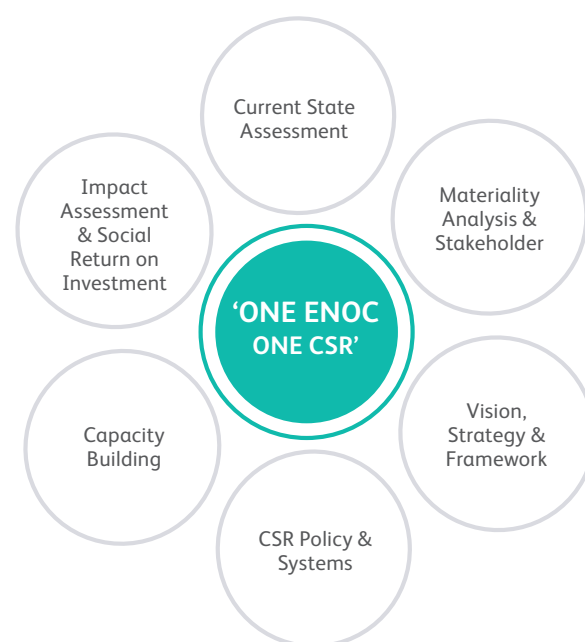 Current State
Assessment
Materiality
Analysis &
Stakeholder
Vision,
Strategy &
Framework
CSR Policy &
Systems
Capacity
Building
Impact
Assessment
& Social
Return on
Investment
‘ONE ENOC
ONE CSR’